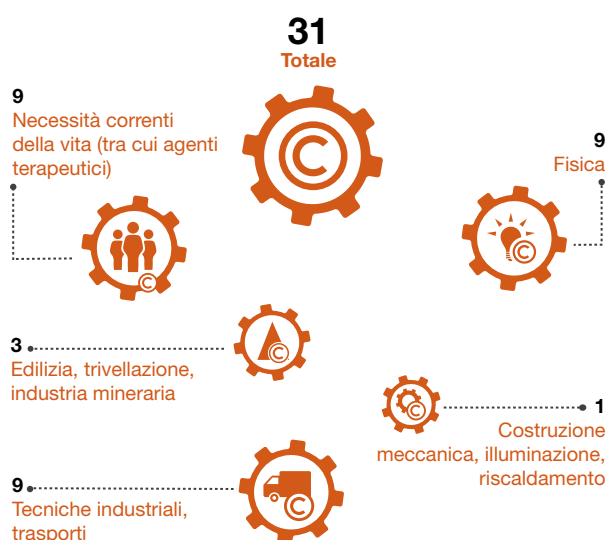 31
Totale
9
Necessità correnti
della vita (tra cui agenti
terapeutici)
9
Fisica
3
Edilizia, trivellazione,
industria mineraria
1
Costruzione
meccanica, illuminazione,
riscaldamento
9
Tecniche industriali,
trasporti